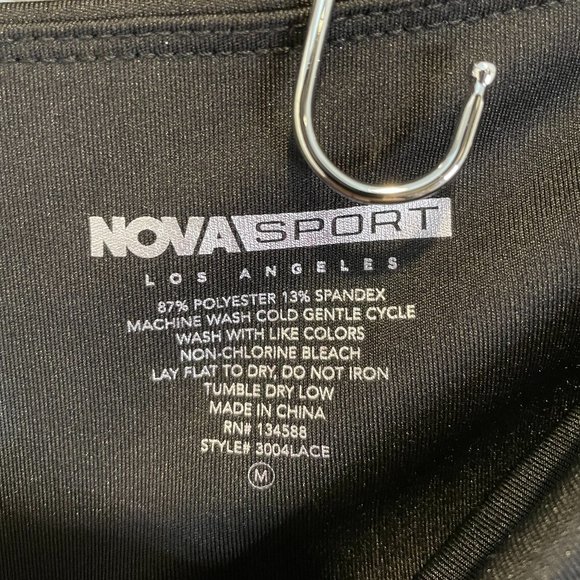 NOVA SPORT
LOS ANGELES
87% POLYESTER 13% SPANDEX
MACHINE WASH COLD GENTLE CYCLE
WASH WITH LIKE COLORS
NON-CHLORINE BLEACH
LAY FLAT TO DRY, DO NOT IRON
TUMBLE DRY LOW
MADE IN CHINA
RN# 134588
STYLE# 3004LACE
M